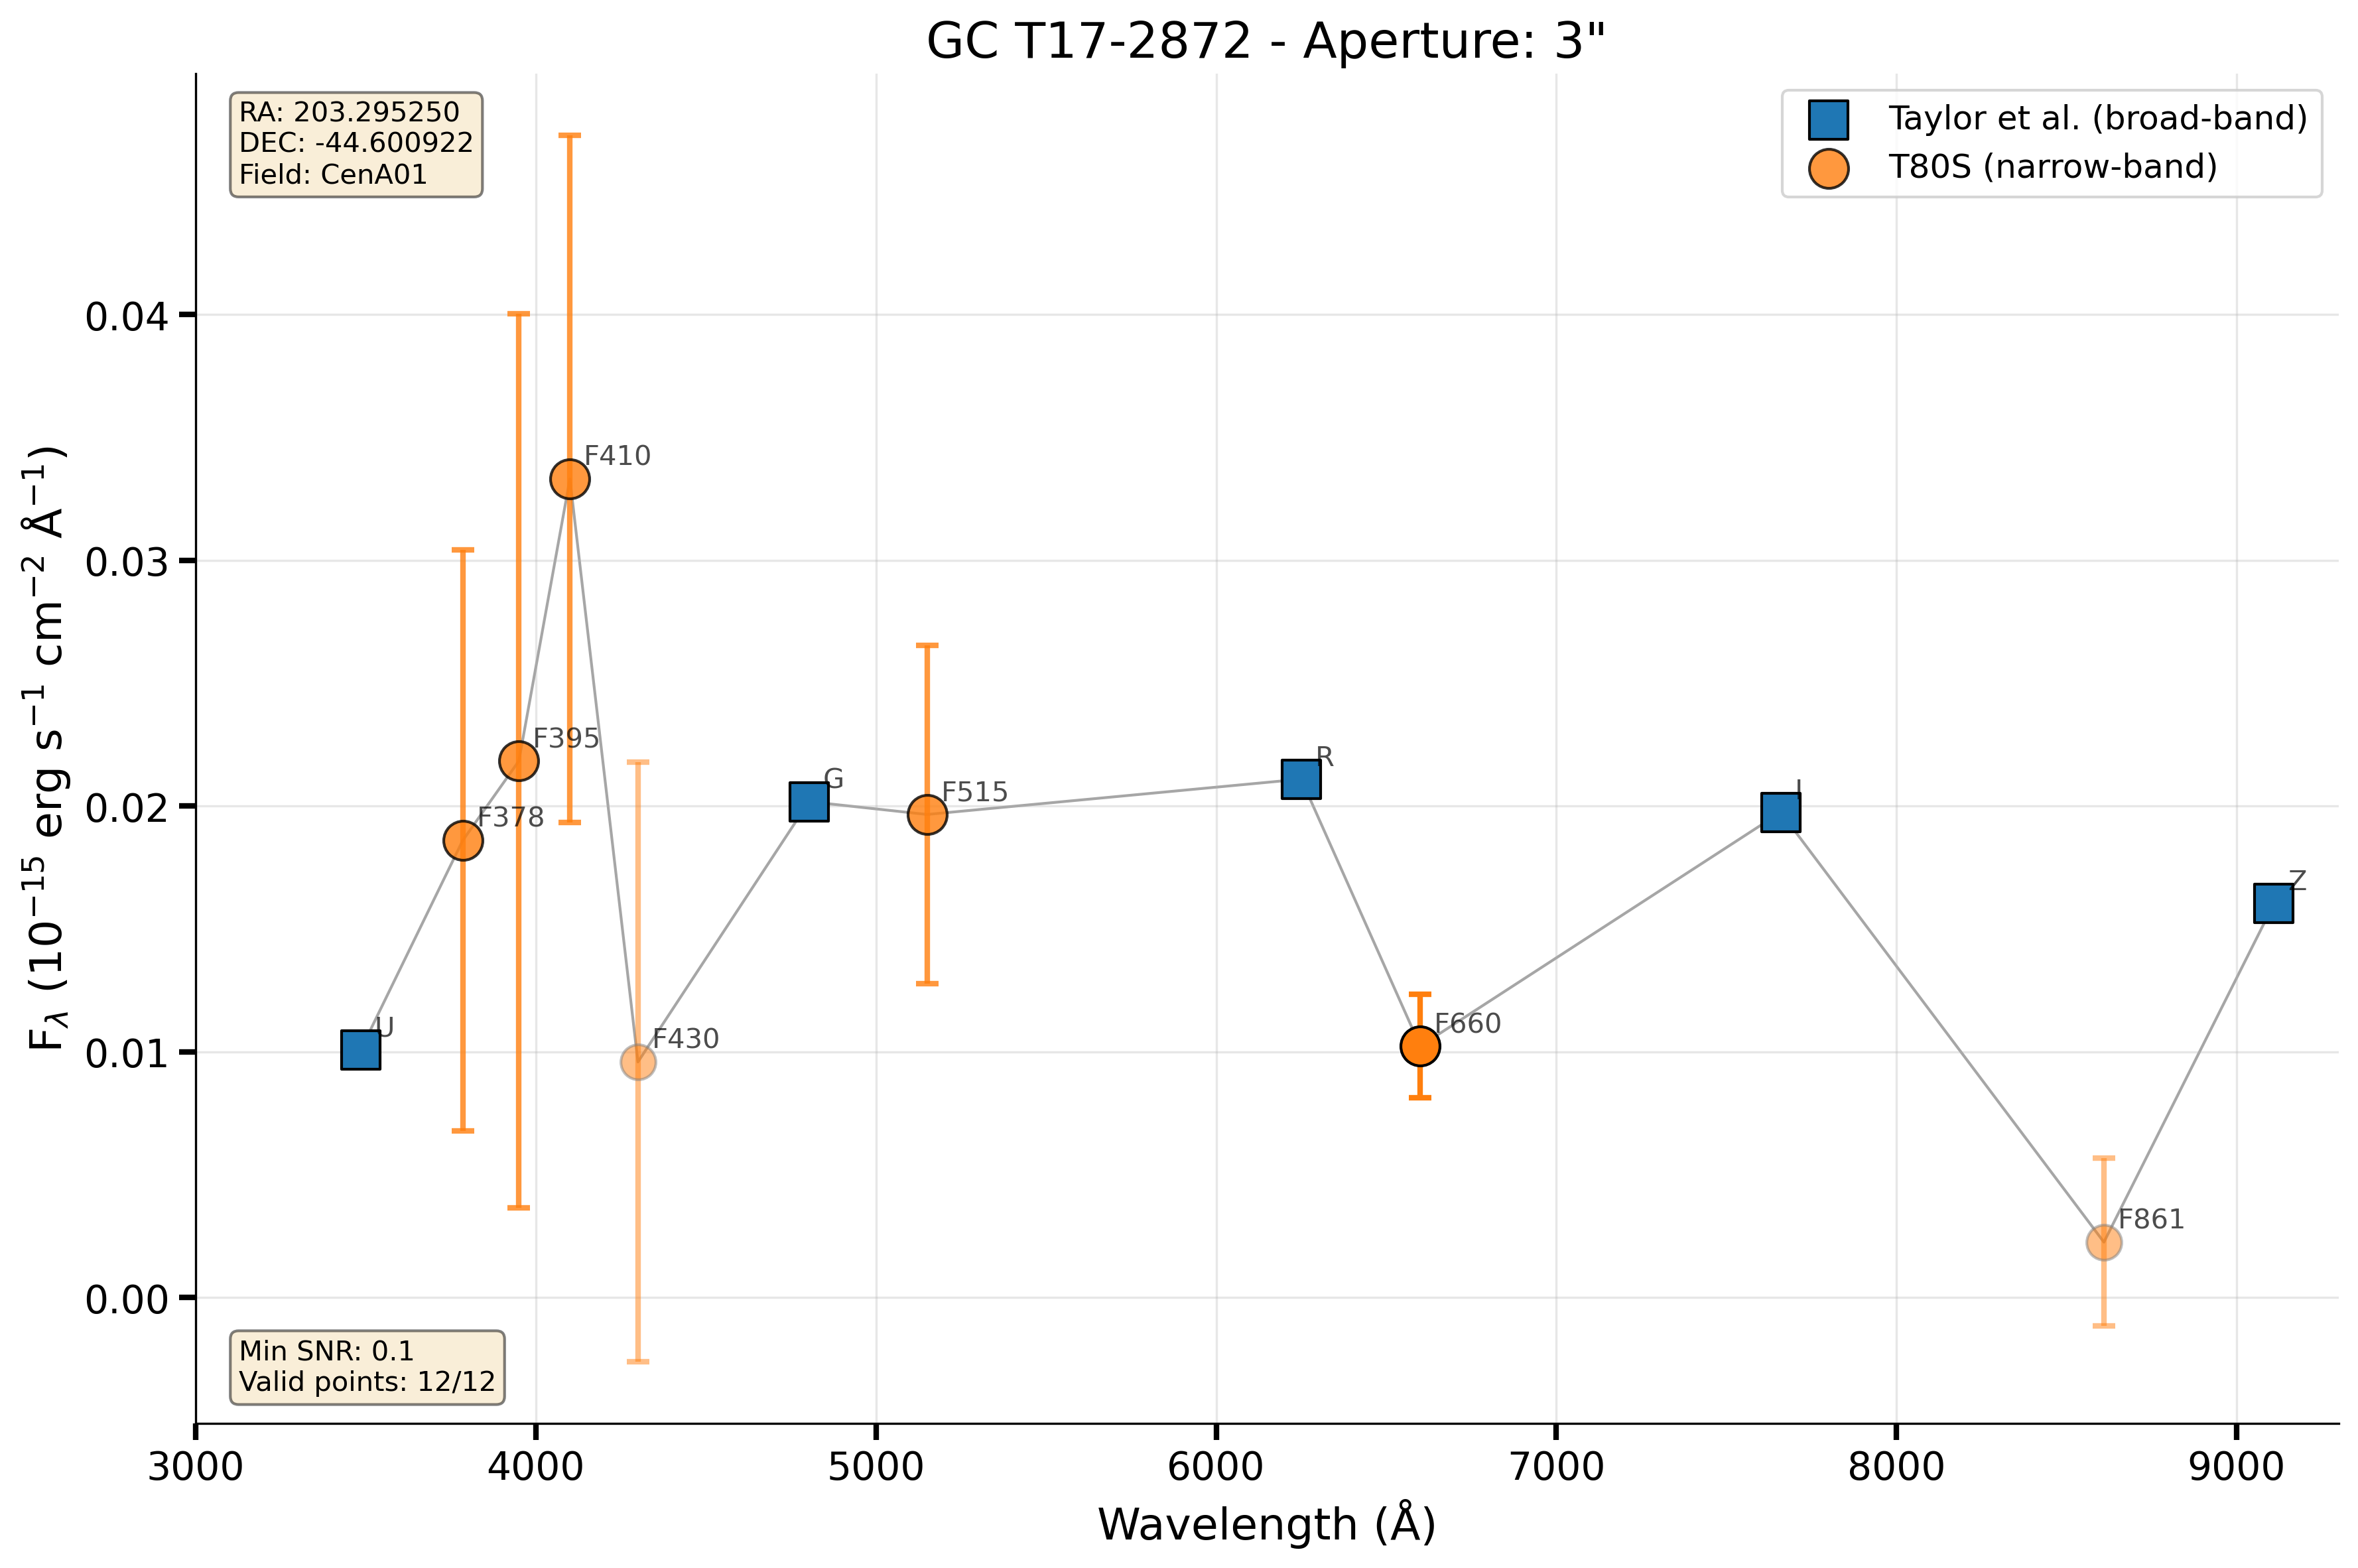 GC T17-2872 - Aperture: 3"
RA: 203.295250
DEC: -44.600922
Field: CenA01
Taylor et al. (broad-band)
T80S (narrow-band)
F_λ (10⁻¹⁵ erg s⁻¹ cm⁻² Å⁻¹)
0.04
0.03
0.02
0.01
0.00
U
F378
F395
F410
F430
G
F515
R
F660
I
F861
Z
Min SNR: 0.1
Valid points: 12/12
3000 4000 5000 6000 7000 8000 9000
Wavelength (Å)